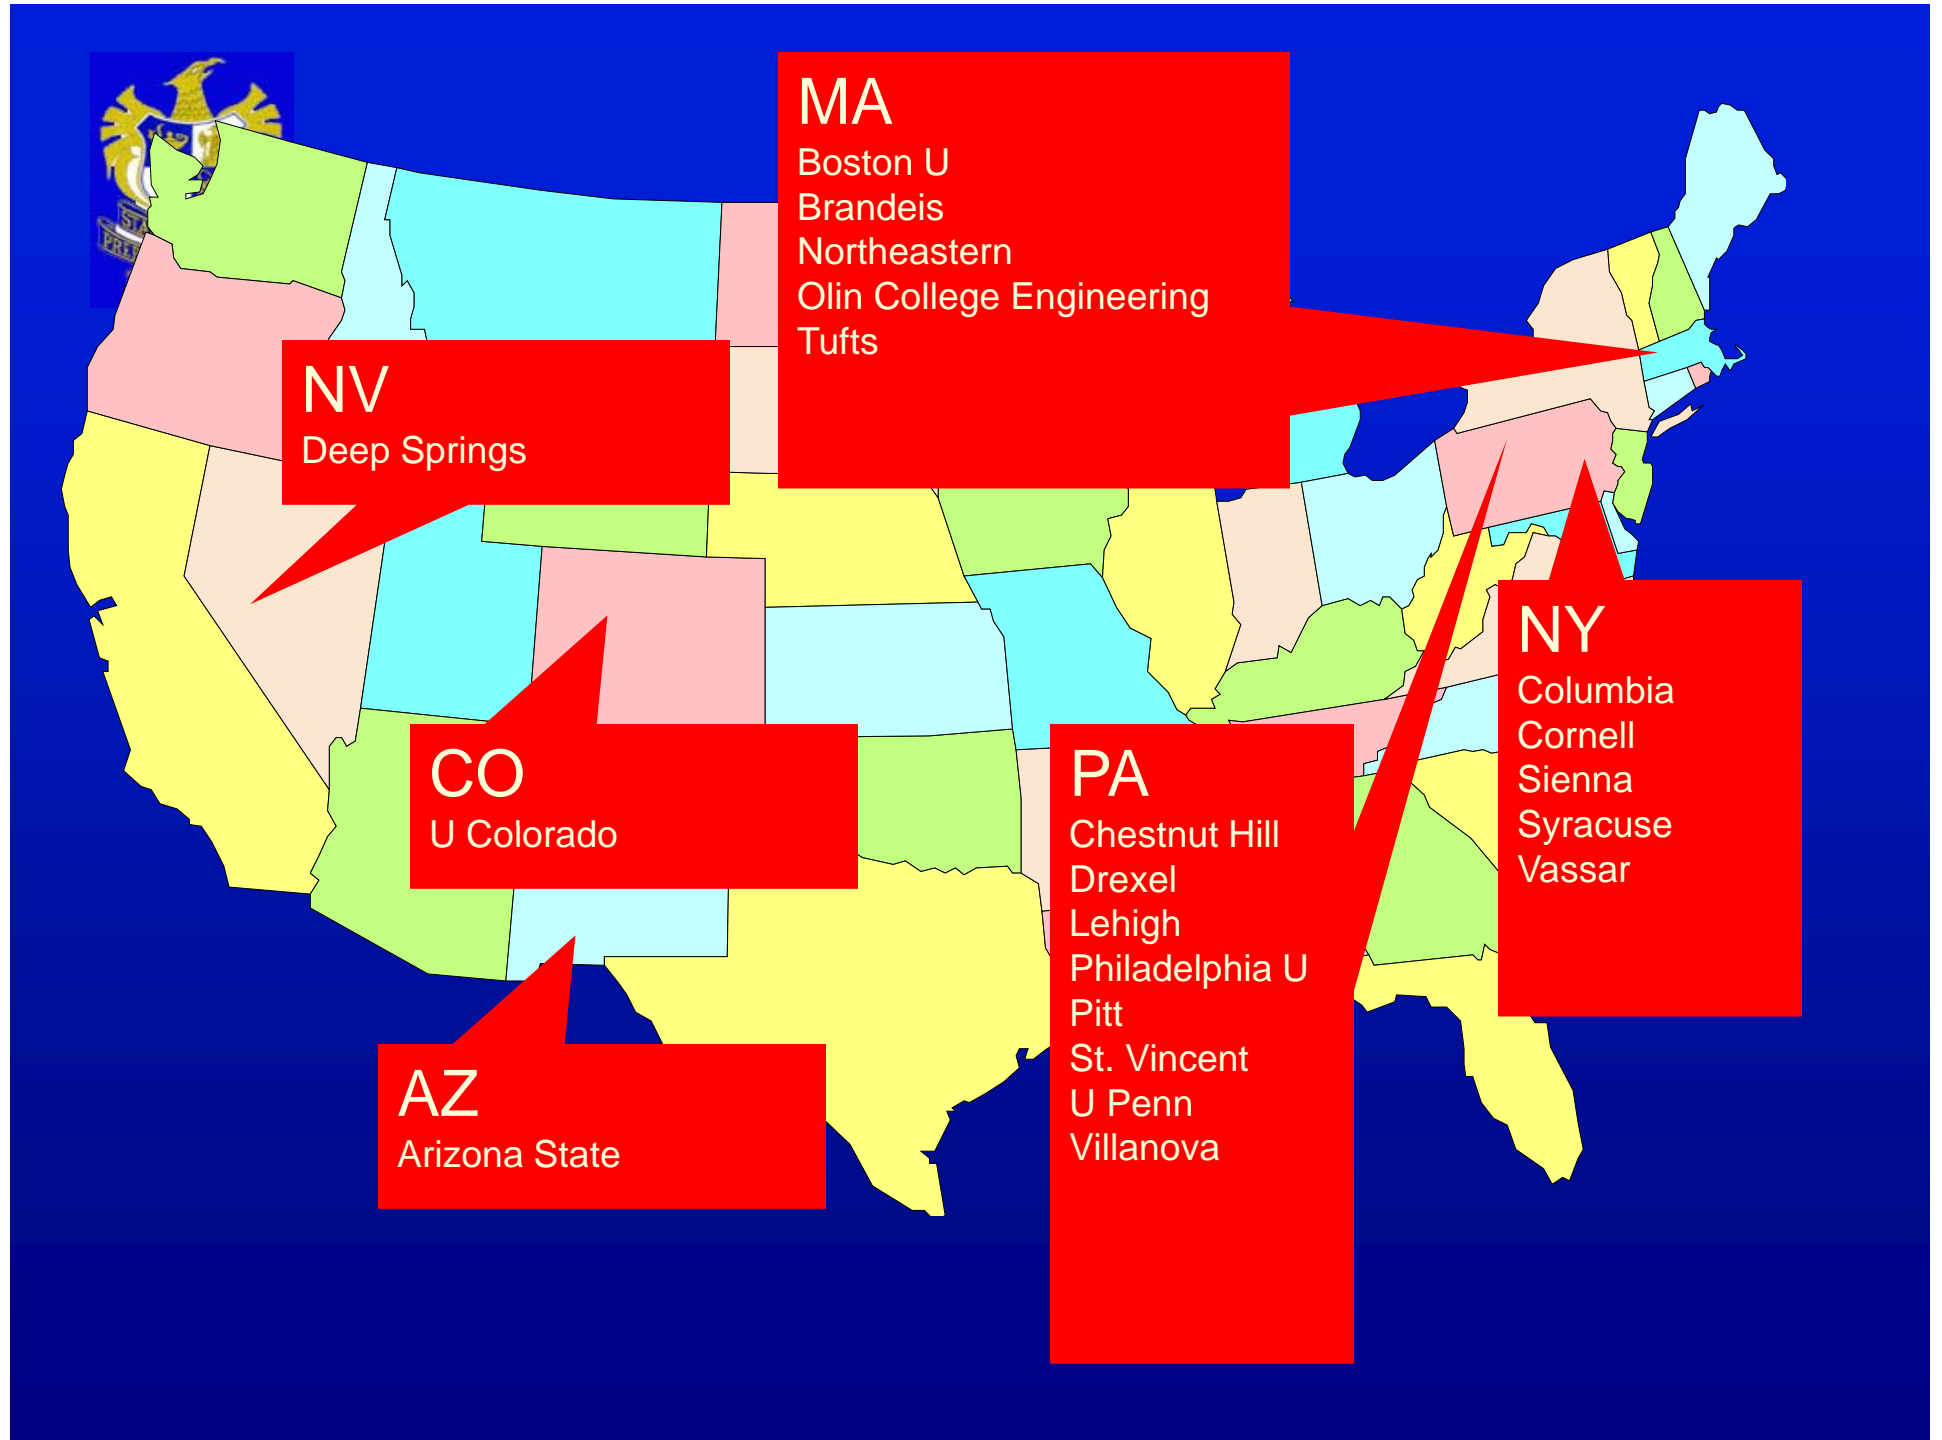 MA
Boston U
Brandeis
Northeastern
Olin College Engineering
Tufts
NV
Deep Springs
NY
Columbia
Cornell
Sienna
Syracuse
Vassar
CO
U Colorado
PA
Chestnut Hill
Drexel
Lehigh
Philadelphia U
Pitt
St. Vincent
U Penn
Villanova
AZ
Arizona State